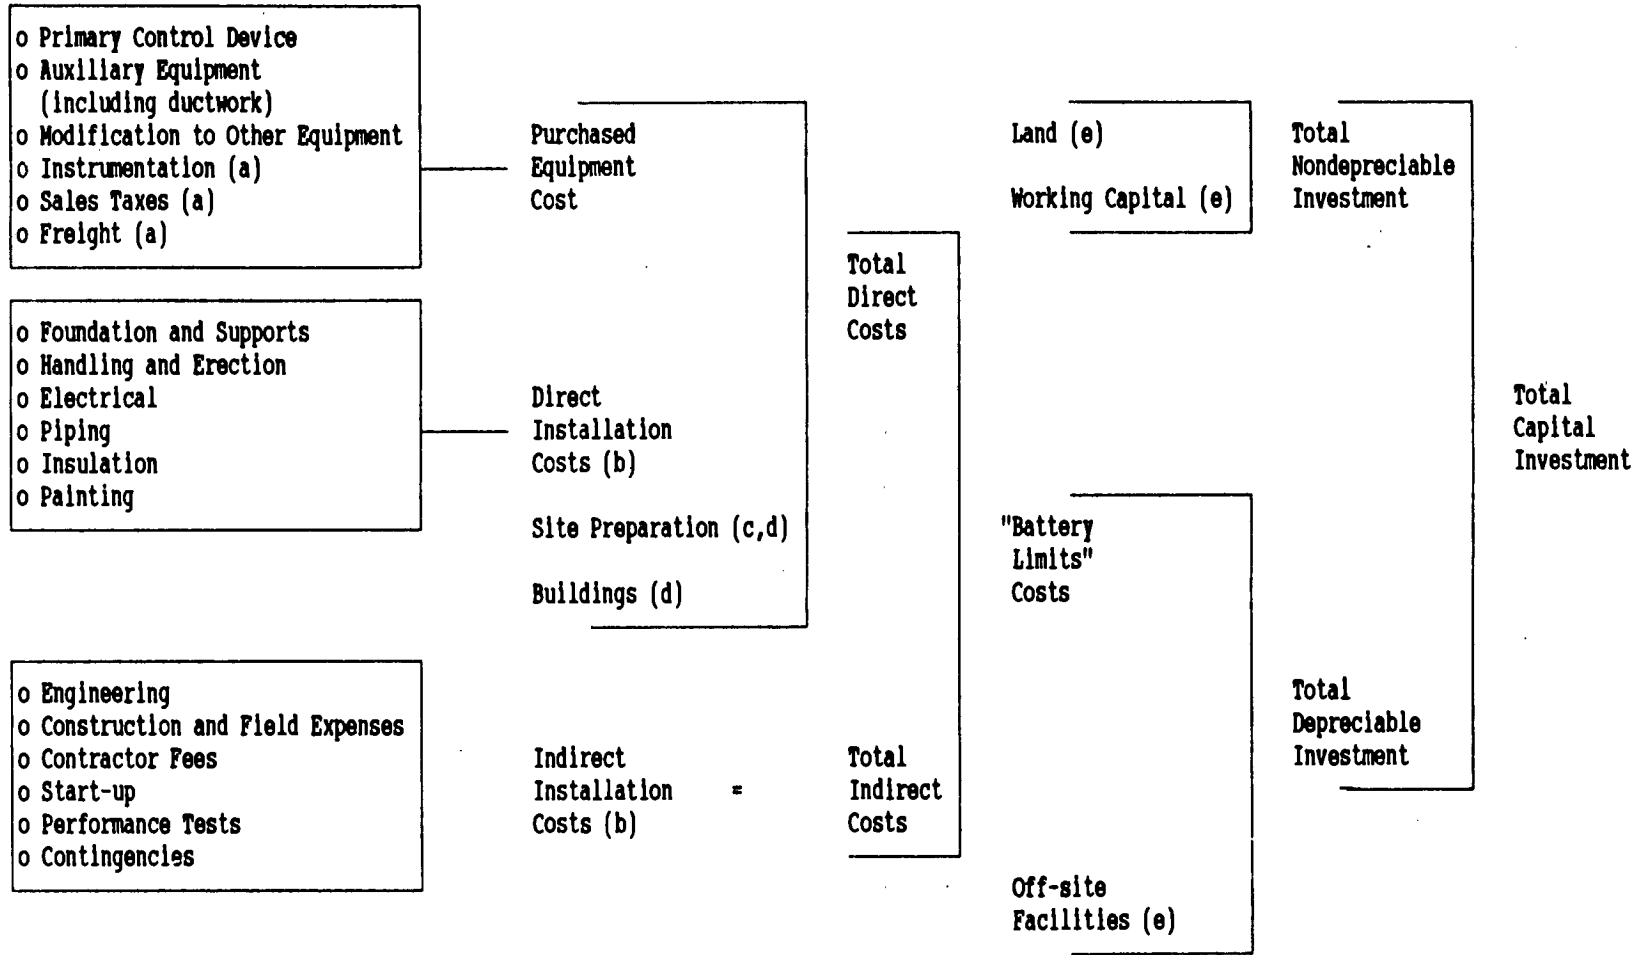 o Primary Control Device
o Auxiliary Equipment
(including ductwork)
o Modification to Other Equipment
o Instrumentation (a)
o Sales Taxes (a)
o Freight (a)
o Foundation and Supports
o Handling and Erection
o Electrical
o Piping
o Insulation
o Painting
o Engineering
o Construction and Field Expenses
o Contractor Fees
o Start-up
o Performance Tests
o Contingencies
Purchased
Equipment
Cost
Direct
Installation
Costs (b)
Site Preparation (c,d)
Buildings (d)
Indirect
Installation
Costs (b)
=
Total
Direct
Costs
Total
Indirect
Costs
Land (e)
Working Capital (e)
"Battery
Limits"
Costs
Off-site
Facilities (e)
Total
Nondepreciable
Investment
Total
Depreciable
Investment
Total
Capital
Investment